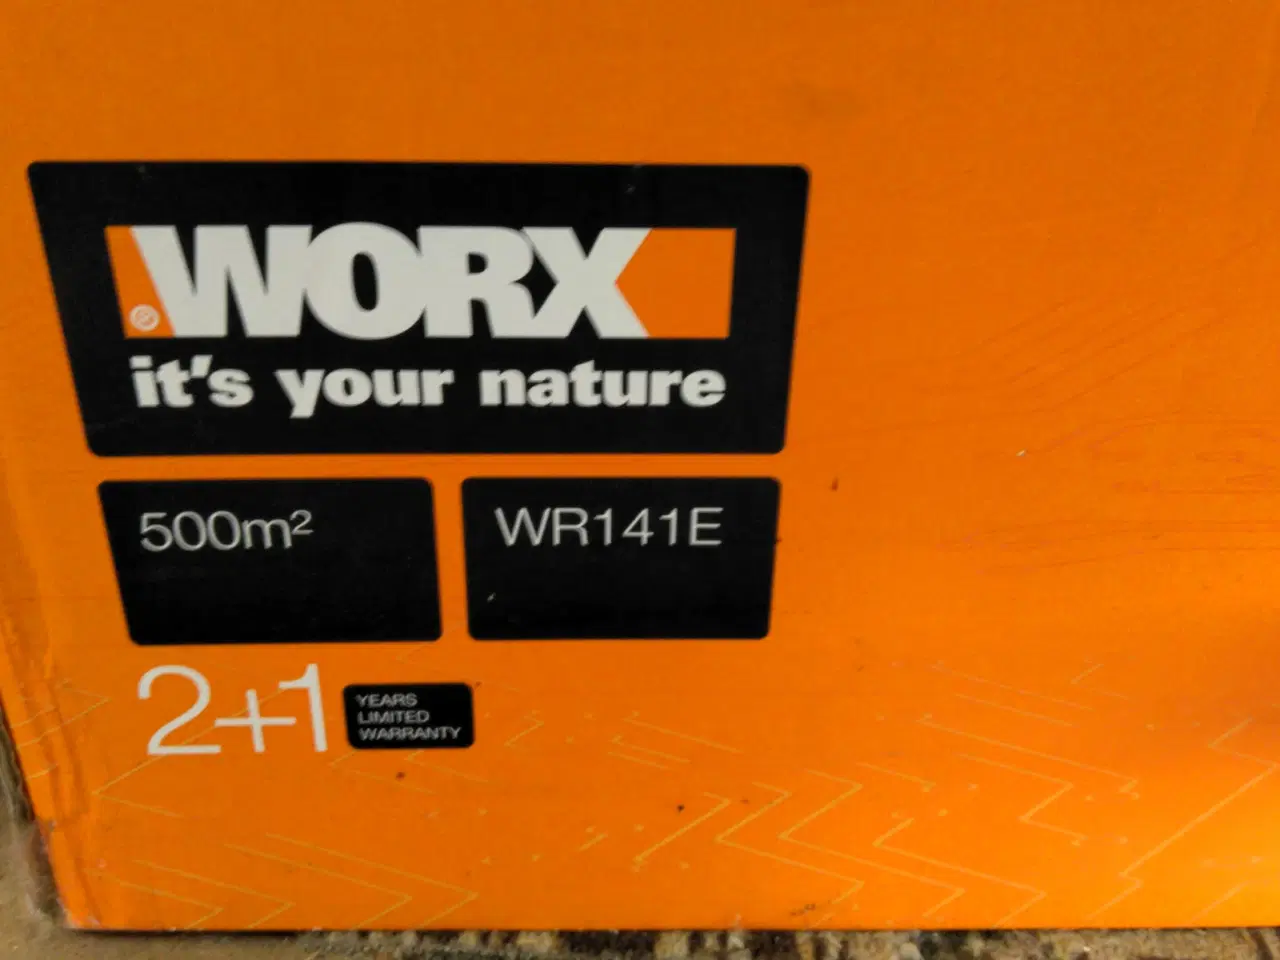 WORX®
it's your nature
500m²
WR141E
2+1
YEARS
LIMITED
WARRANTY